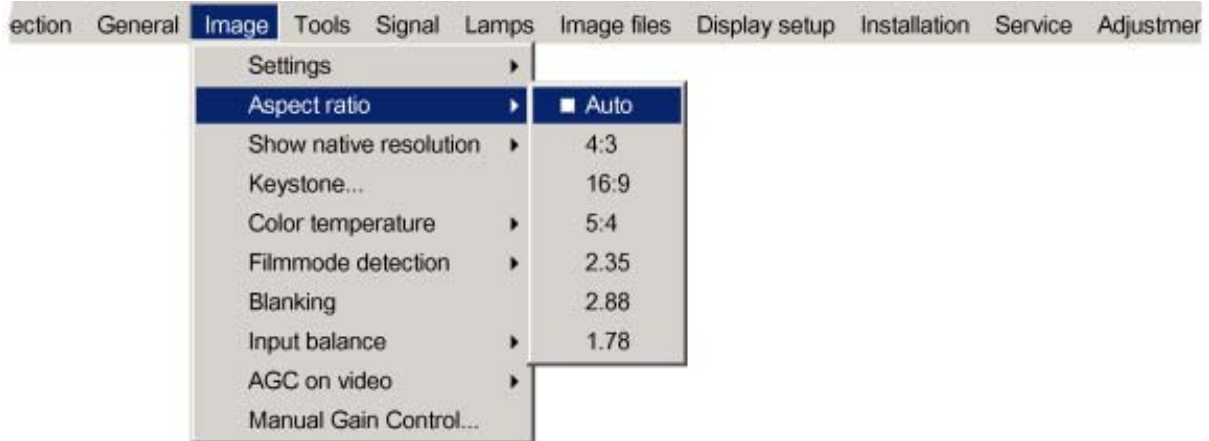 ection General Image Tools Signal Lamps Image files Display setup Installation Service Adjustmer
Settings
Aspect ratio
Show native resolution
Keystone...
Color temperature
Filmmode detection
Blanking
Input balance
AGC on video
Manual Gain Control...
Auto
4:3
16:9
5:4
2.35
2.88
1.78